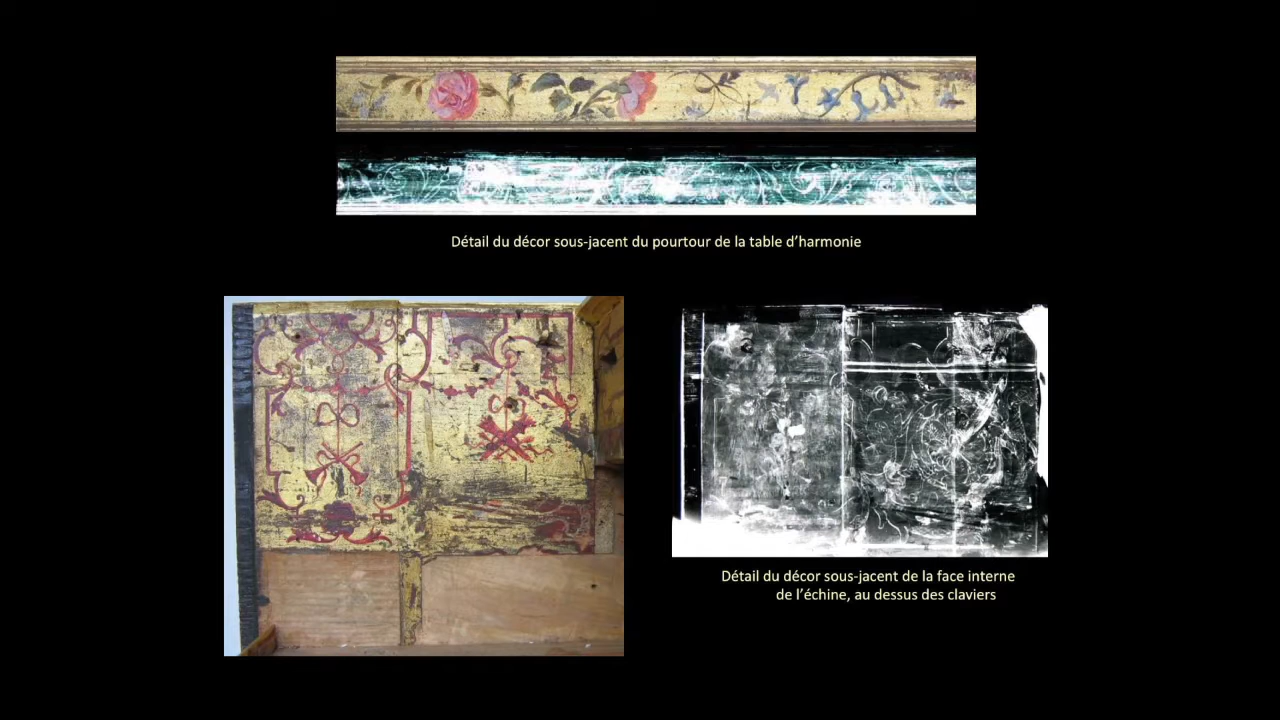 Détail du décor sous-jacent du pourtour de la table d’harmonie
Détail du décor sous-jacent de la face interne
de l’échine, au dessus des claviers